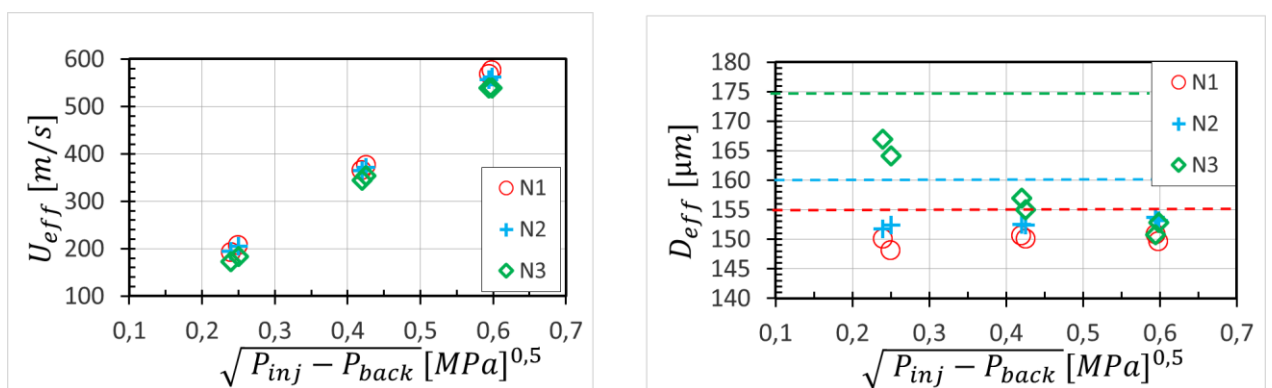 600
500
400
300
200
100
U_eff [m/s]
0,1 0,2 0,3 0,4 0,5 0,6 0,7
√P_inj − P_back [MPa]^0,5
N1
N2
N3
180
175
170
165
160
155
150
145
140
D_eff [µm]
0,1 0,2 0,3 0,4 0,5 0,6 0,7
√P_inj − P_back [MPa]^0,5
N1
N2
N3